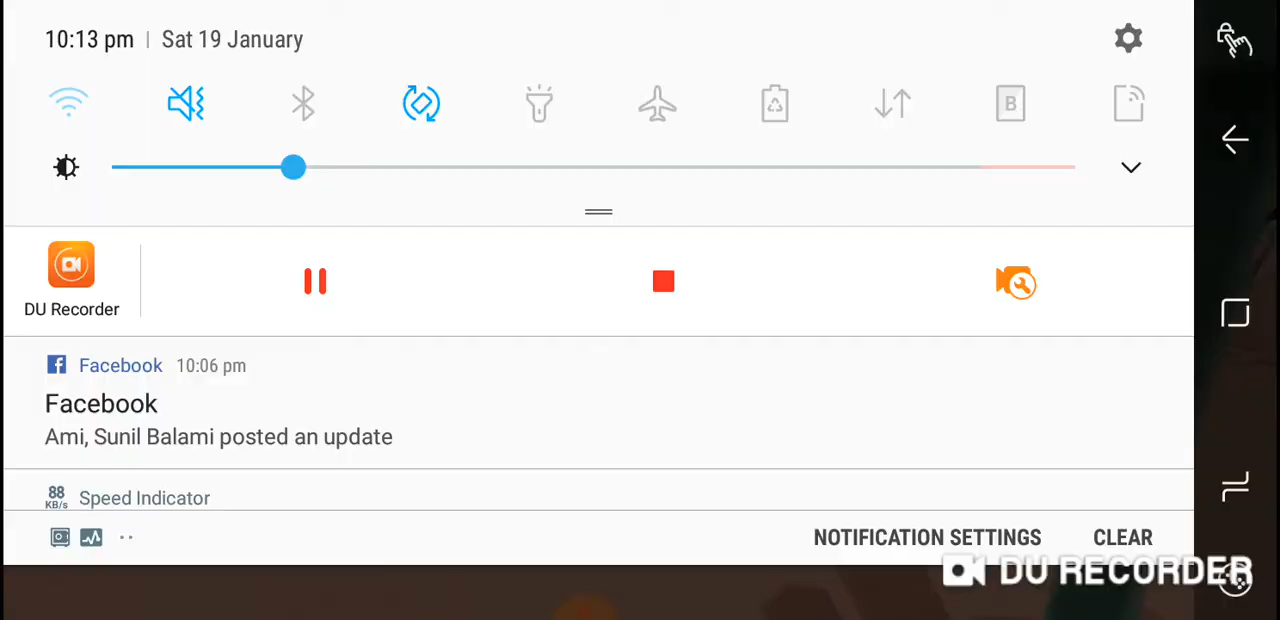 10:13 pm | Sat 19 January
B
DU Recorder
Facebook 10:06 pm
Facebook
Ami, Sunil Balami posted an update
88 KB/s Speed Indicator
NOTIFICATION SETTINGS CLEAR
DU RECORDER